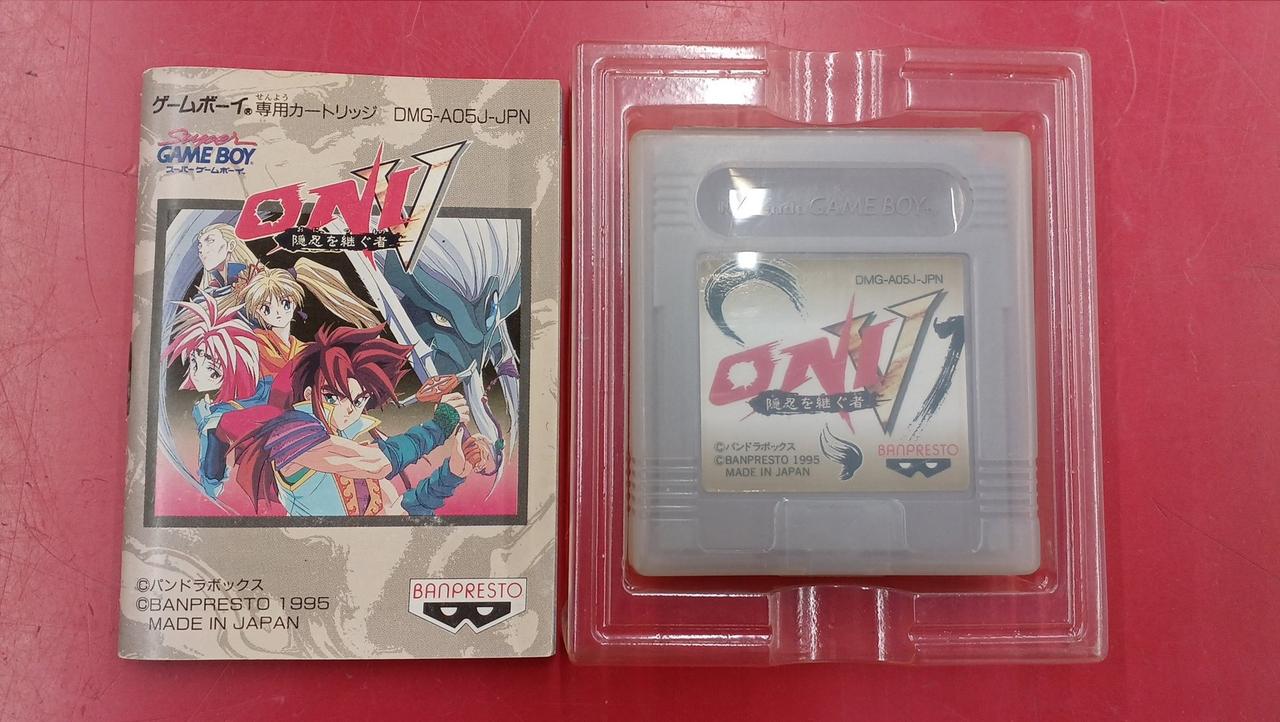 せんよう
ゲームボーイ®専用カートリッジ DMG-A05J-JPN
Super
GAME BOY
スーパーゲームボーイ
ONI V
隠忍を継ぐ者
©パンドラボックス
©BANPRESTO 1995
MADE IN JAPAN
BANPRESTO
Nintendo GAME BOY
DMG-A05J-JPN
ONI V
隠忍を継ぐ者
©パンドラボックス
©BANPRESTO 1995
MADE IN JAPAN
BANPRESTO